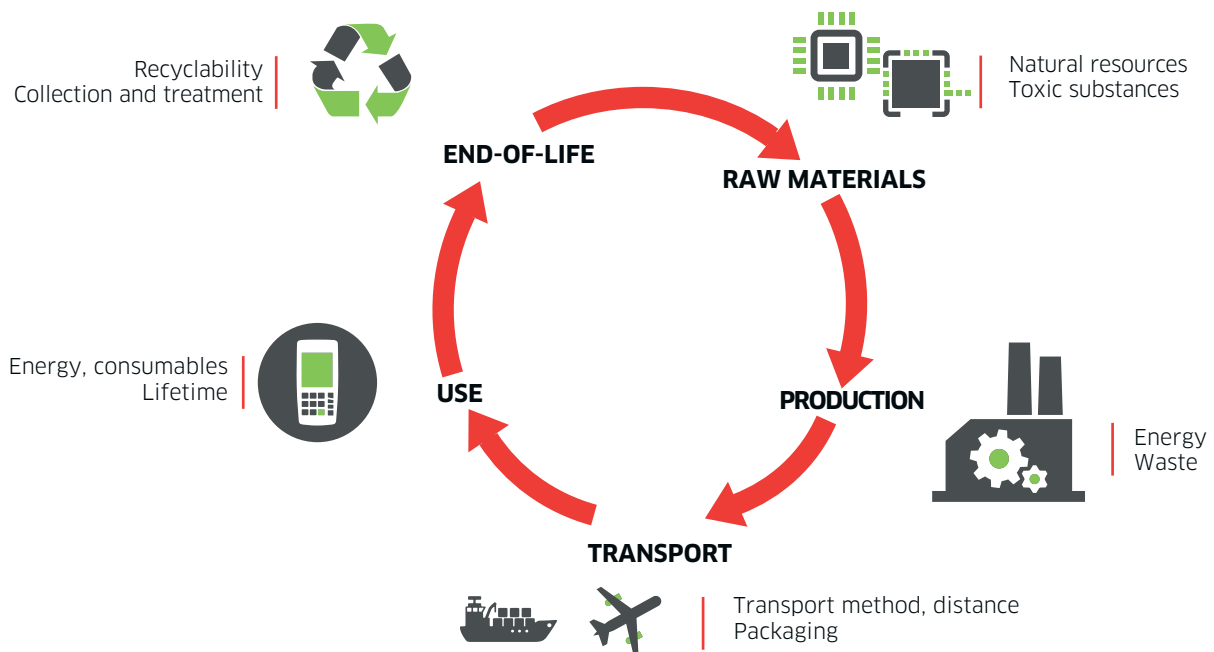 Recyclability
Collection and treatment
Natural resources
Toxic substances
END-OF-LIFE
RAW MATERIALS
Energy, consumables
Lifetime
USE
PRODUCTION
Energy
Waste
TRANSPORT
Transport method, distance
Packaging